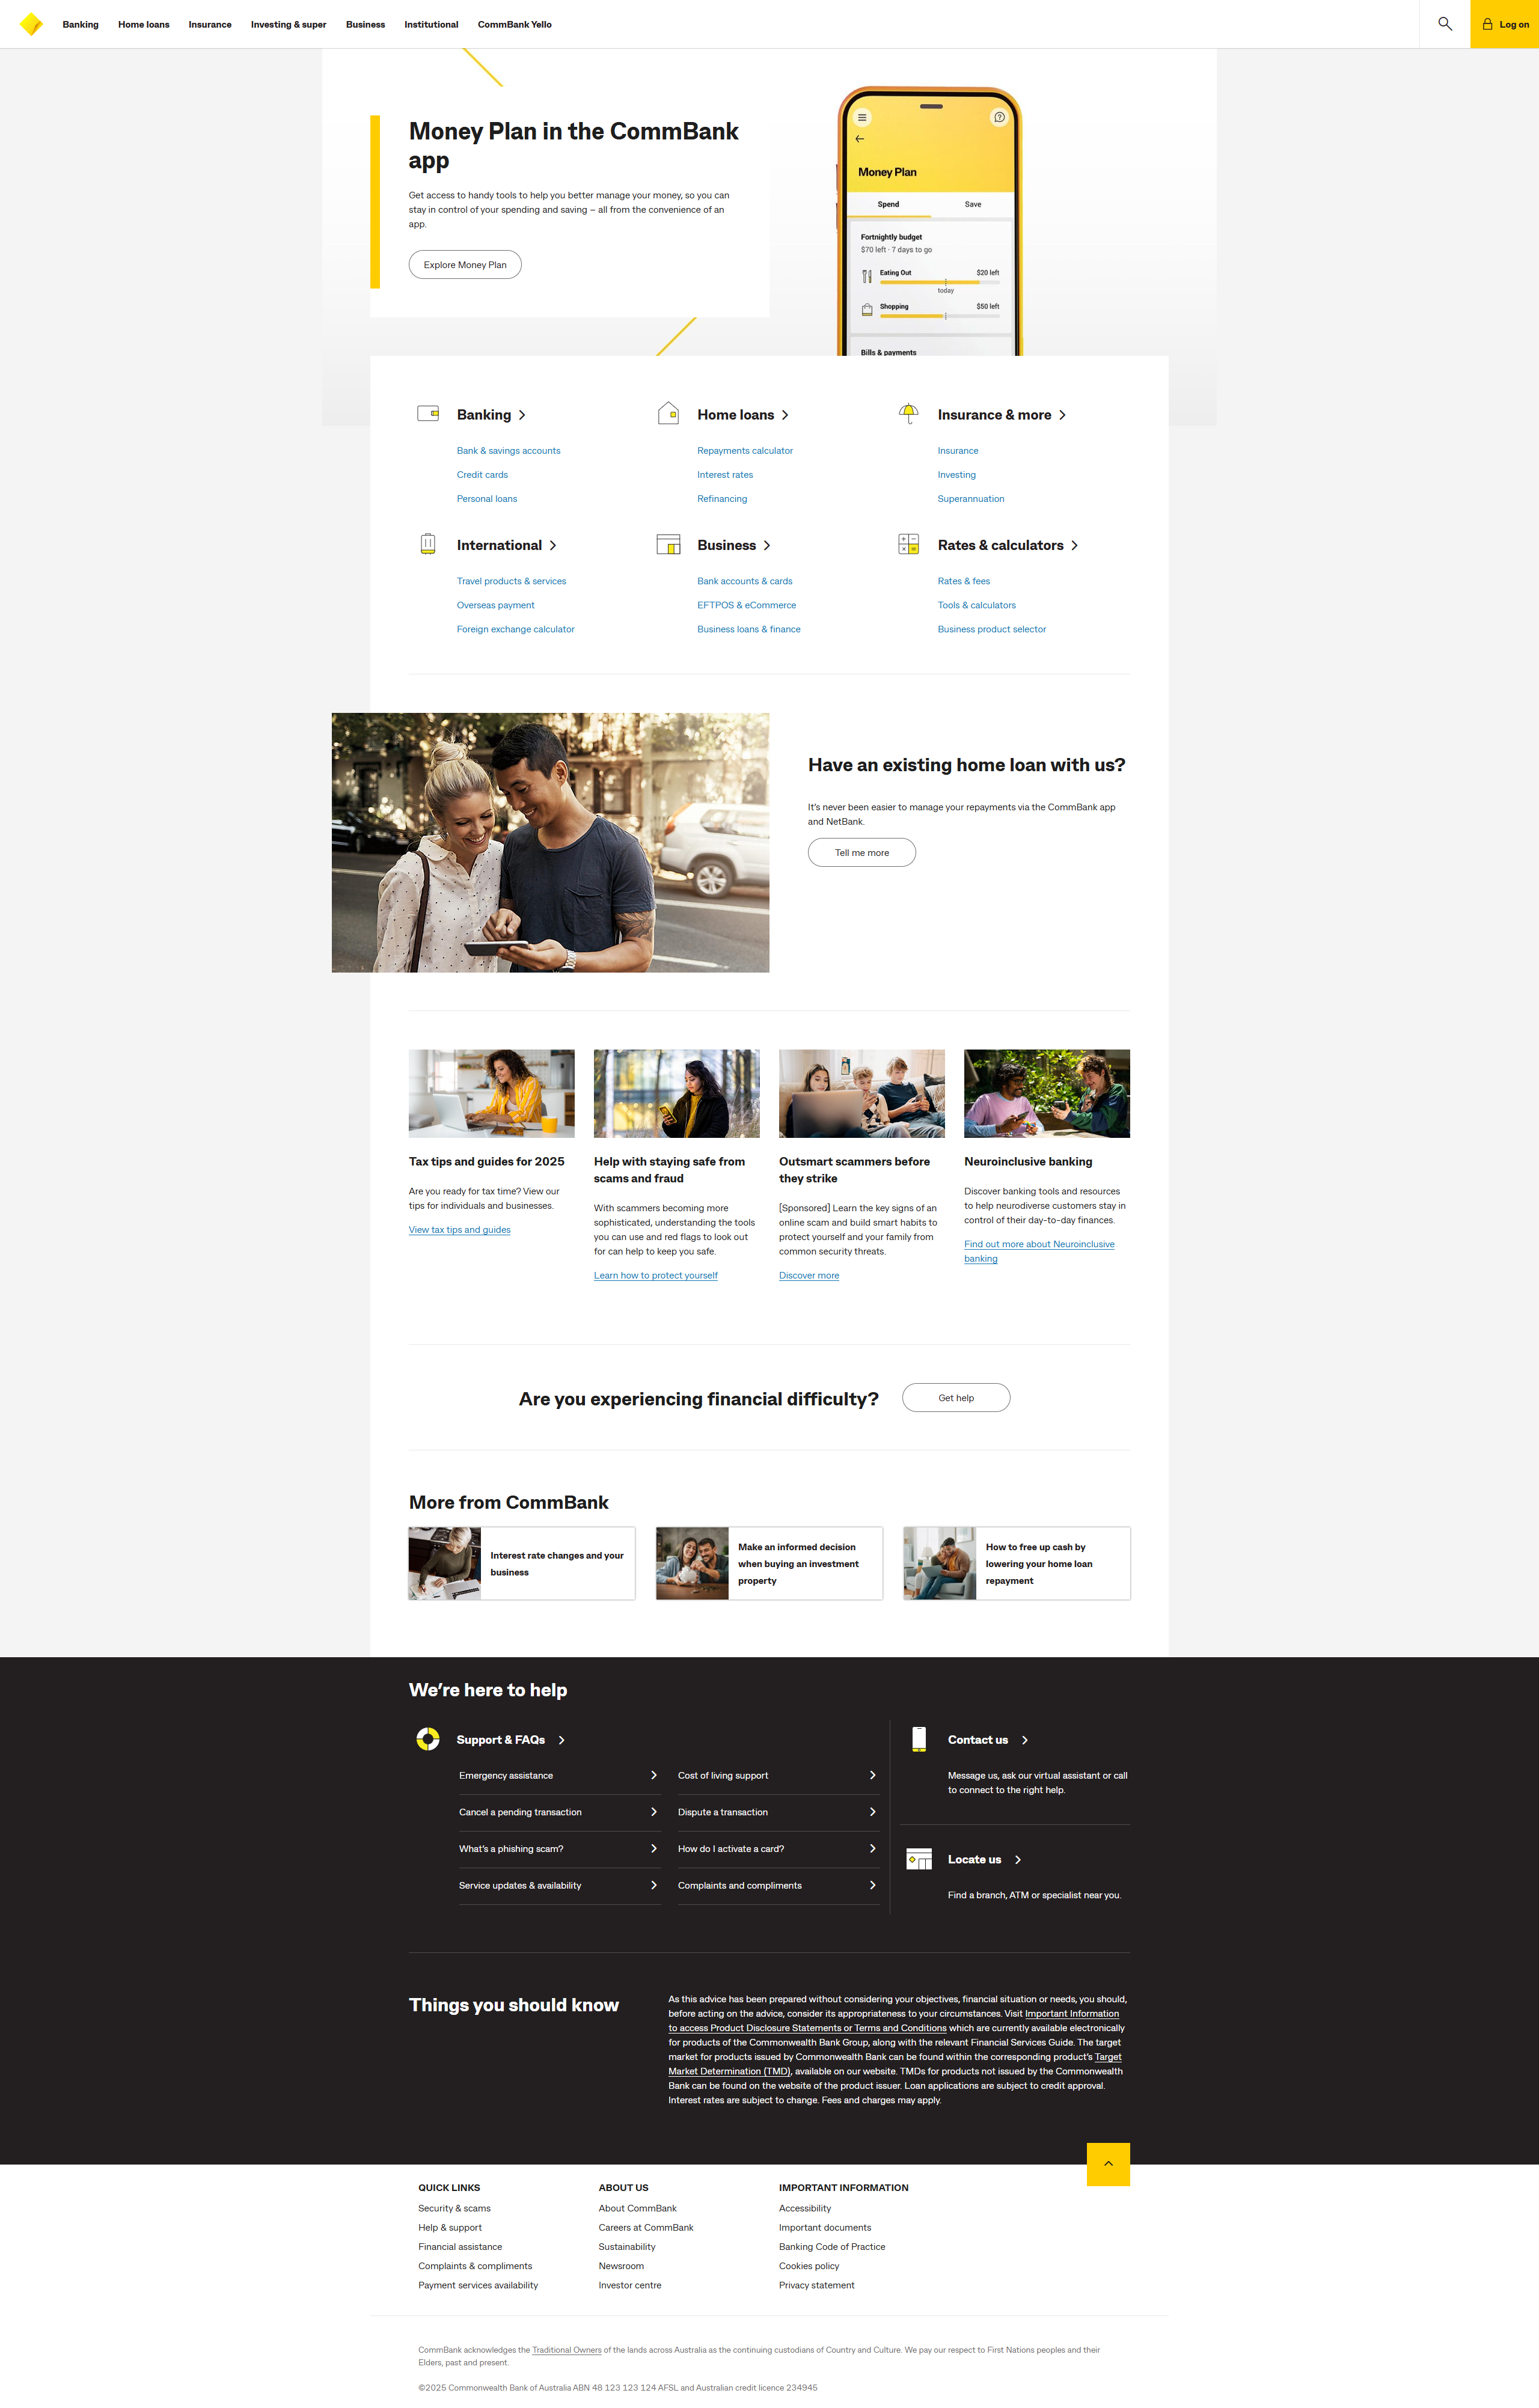 Banking
Home loans
Insurance
Investing & super
Business
Institutional
CommBank Yello
Log on
Money Plan in the CommBank
app
Get access to handy tools to help you better manage your money, so you can
stay in control of your spending and saving – all from the convenience of an
app.
Explore Money Plan
Money Plan
Spend
Save
Fortnightly budget
$70 left · 7 days to go
Eating Out
$20 left
today
Shopping
$50 left
Bills & payments
Banking
Bank & savings accounts
Credit cards
Personal loans
Home loans
Repayments calculator
Interest rates
Refinancing
Insurance & more
Insurance
Investing
Superannuation
International
Travel products & services
Overseas payment
Foreign exchange calculator
Business
Bank accounts & cards
EFTPOS & eCommerce
Business loans & finance
Rates & calculators
Rates & fees
Tools & calculators
Business product selector
Have an existing home loan with us?
It's never been easier to manage your repayments via the CommBank app
and NetBank.
Tell me more
Tax tips and guides for 2025
Are you ready for tax time? View our
tips for individuals and businesses.
View tax tips and guides
Help with staying safe from
scams and fraud
With scammers becoming more
sophisticated, understanding the tools
you can use and red flags to look out
for can help to keep you safe.
Learn how to protect yourself
Outsmart scammers before
they strike
[Sponsored] Learn the key signs of an
online scam and build smart habits to
protect yourself and your family from
common security threats.
Discover more
Neuroinclusive banking
Discover banking tools and resources
to help neurodiverse customers stay in
control of their day-to-day finances.
Find out more about Neuroinclusive
banking
Are you experiencing financial difficulty?
Get help
More from CommBank
Interest rate changes and your
business
Make an informed decision
when buying an investment
property
How to free up cash by
lowering your home loan
repayment
We're here to help
Support & FAQs
Emergency assistance
Cost of living support
Cancel a pending transaction
Dispute a transaction
What's a phishing scam?
How do I activate a card?
Service updates & availability
Complaints and compliments
Contact us
Message us, ask our virtual assistant or call
to connect to the right help.
Locate us
Find a branch, ATM or specialist near you.
Things you should know
As this advice has been prepared without considering your objectives, financial situation or needs, you should,
before acting on the advice, consider its appropriateness to your circumstances. Visit Important Information
to access Product Disclosure Statements or Terms and Conditions which are currently available electronically
for products of the Commonwealth Bank Group, along with the relevant Financial Services Guide. The target
market for products issued by Commonwealth Bank can be found within the corresponding product's Target
Market Determination (TMD), available on our website. TMDs for products not issued by the Commonwealth
Bank can be found on the website of the product issuer. Loan applications are subject to credit approval.
Interest rates are subject to change. Fees and charges may apply.
QUICK LINKS
Security & scams
Help & support
Financial assistance
Complaints & compliments
Payment services availability
ABOUT US
About CommBank
Careers at CommBank
Sustainability
Newsroom
Investor centre
IMPORTANT INFORMATION
Accessibility
Important documents
Banking Code of Practice
Cookies policy
Privacy statement
CommBank acknowledges the Traditional Owners of the lands across Australia as the continuing custodians of Country and Culture. We pay our respect to First Nations peoples and their
Elders, past and present.
©2025 Commonwealth Bank of Australia ABN 48 123 123 124 AFSL and Australian credit licence 234945